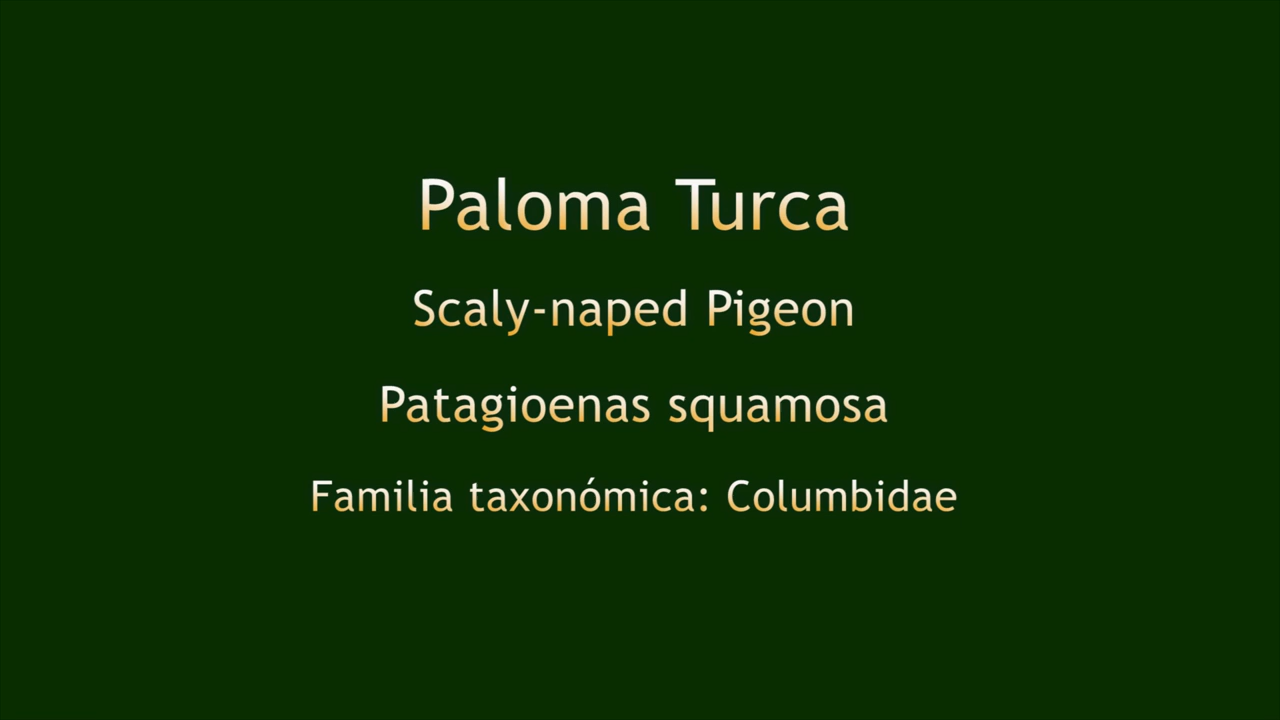 Paloma Turca
Scaly-naped Pigeon
Patagioenas squamosa
Familia taxonómica: Columbidae